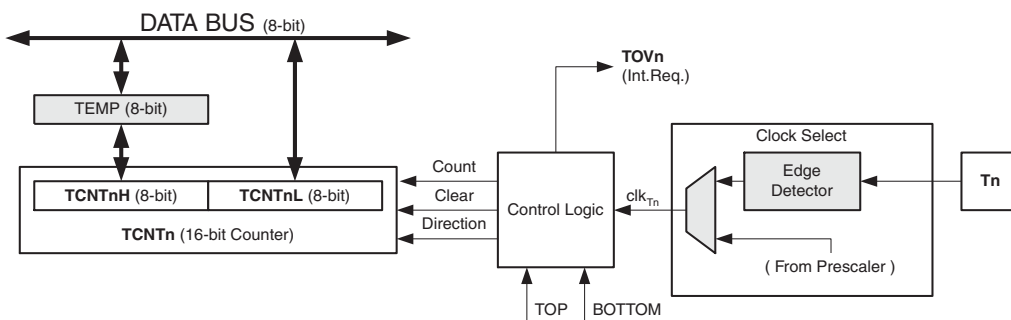 DATA BUS (8-bit)
TEMP (8-bit)
TCNTnH (8-bit)
TCNTnL (8-bit)
TCNTn (16-bit Counter)
Count
Clear
Direction
Control Logic
TOVn
(Int.Req.)
TOP
BOTTOM
clkTn
Clock Select
Edge
Detector
( From Prescaler )
Tn